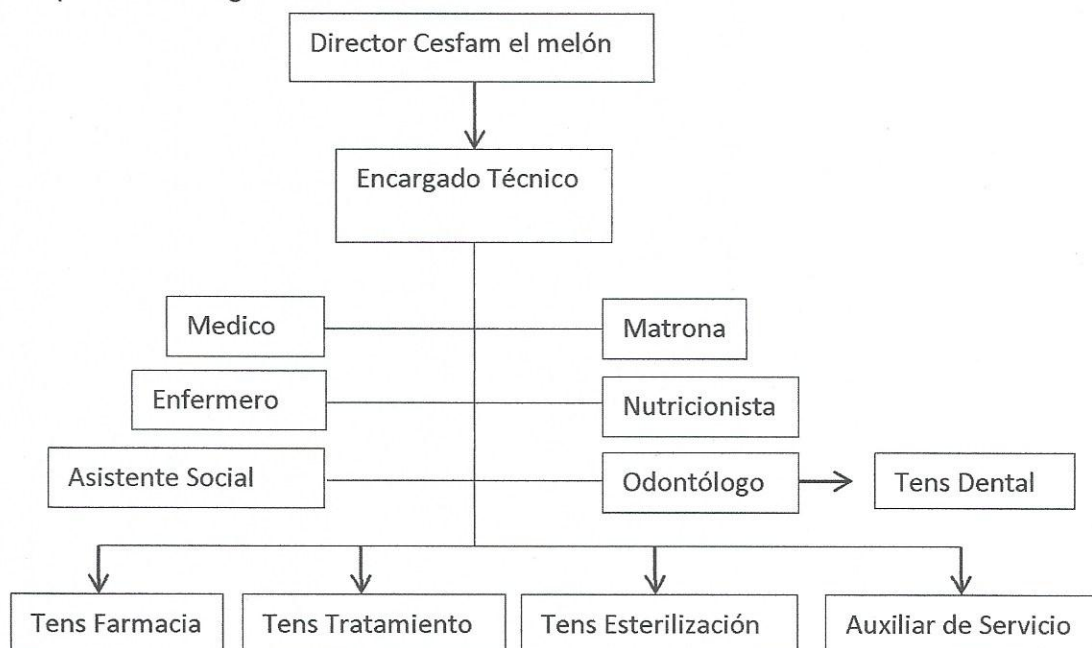 Director Cesfam el melón
Encargado Técnico
Medico
Matrona
Enfermero
Nutricionista
Asistente Social
Odontólogo
Tens Dental
Tens Farmacia
Tens Tratamiento
Tens Esterilización
Auxiliar de Servicio